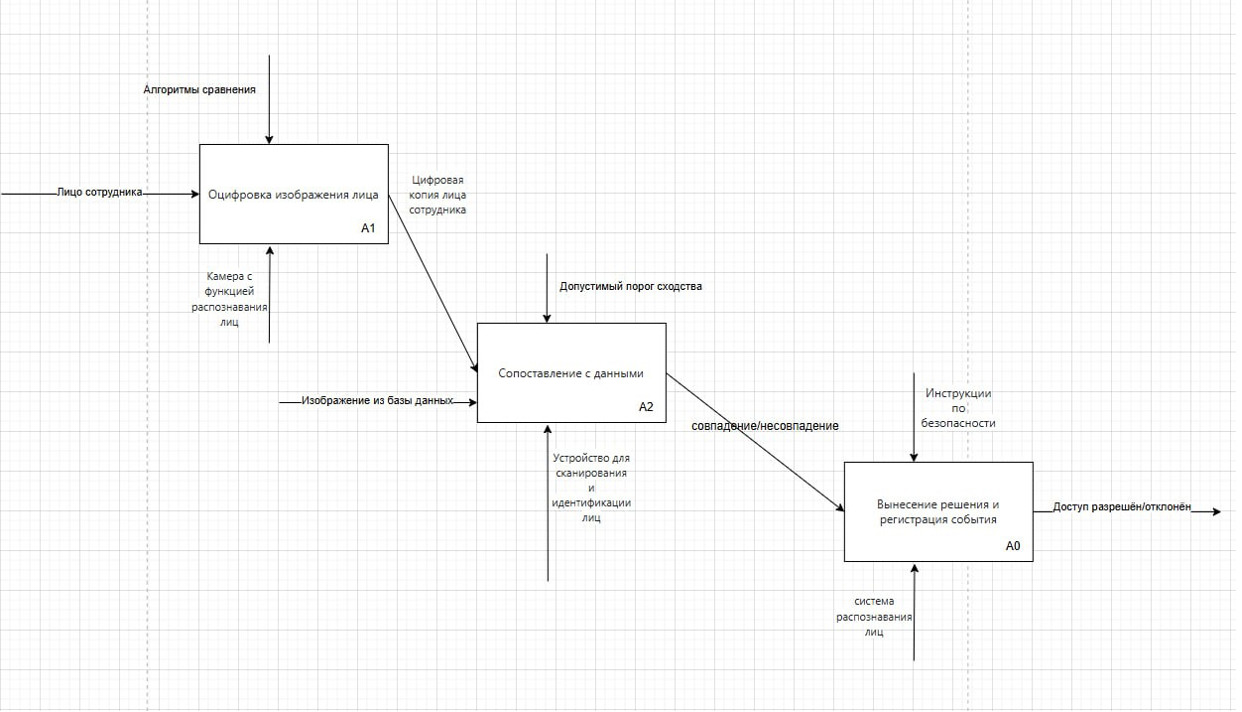 Алгоритмы сравнения
Лицо сотрудника
Оцифровка изображения лица
A1
Цифровая
копия лица
сотрудника
Камера с
функцией
распознавания
лиц
Допустимый порог сходства
Сопоставление с данными
A2
Изображение из базы данных
совпадение/несовпадение
Устройство для
сканирования
и
идентификации
лиц
Инструкции
по
безопасности
Вынесение решения и
регистрация события
A0
Доступ разрешён/отклонён
система
распознавания
лиц